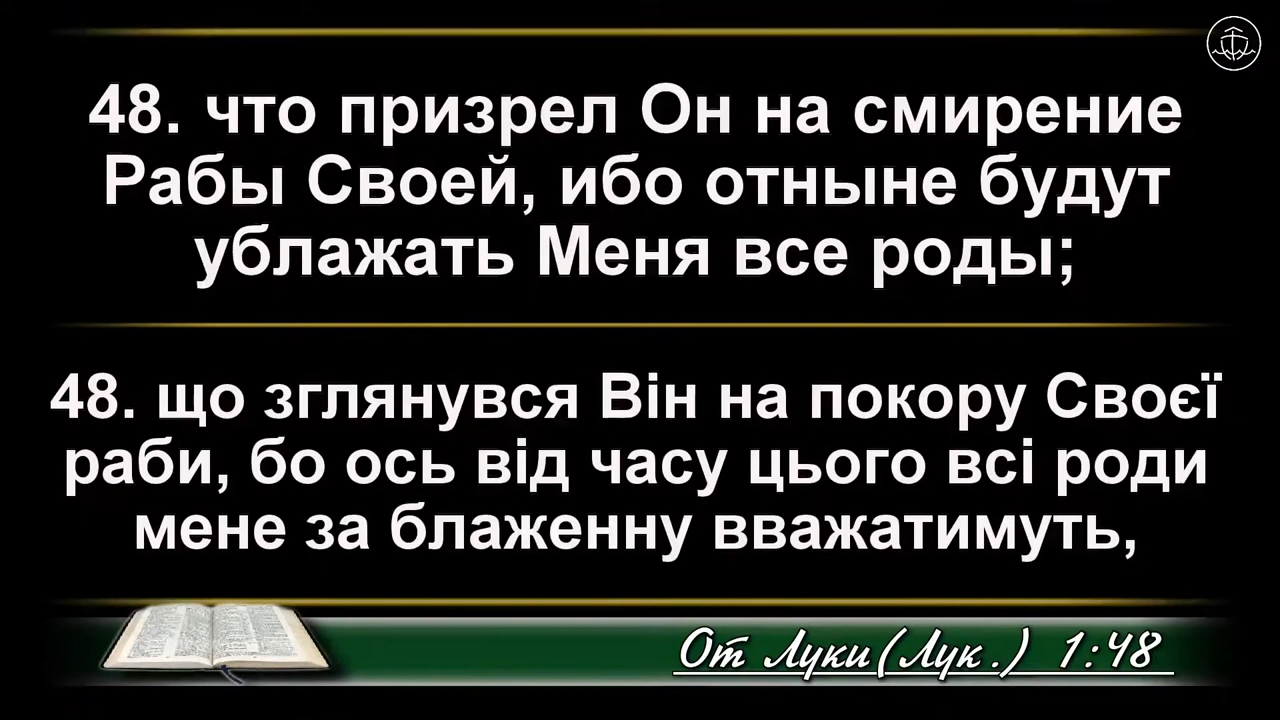 48. что призрел Он на смирение
Рабы Своей, ибо отныне будут
ублажать Меня все роды;
48. що зглянувся Він на покору Своєї
раби, бо ось від часу цього всі роди
мене за блаженну вважатимуть,
От Луки(Лук.) 1:48